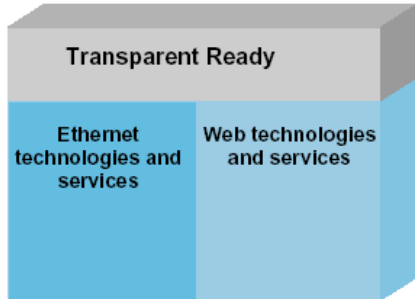 Transparent Ready
Ethernet
technologies and
services
Web technologies
and services